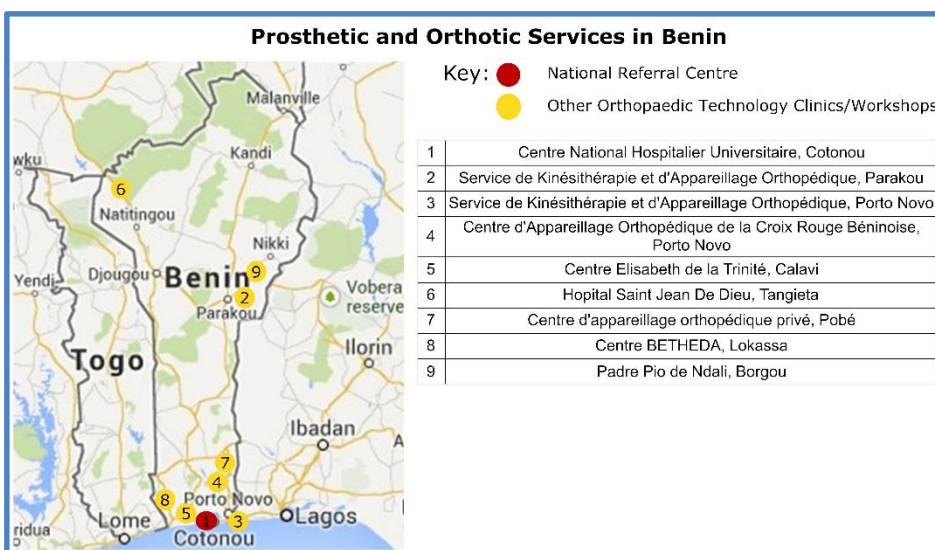 Prosthetic and Orthotic Services in Benin
Key:
National Referral Centre
Other Orthopaedic Technology Clinics/Workshops
1 Centre National Hospitalier Universitaire, Cotonou
2 Service de Kinésithérapie et d'Appareillage Orthopédique, Parakou
3 Service de Kinésithérapie et d'Appareillage Orthopédique, Porto Novo
4 Centre d'Appareillage Orthopédique de la Croix Rouge Béninoise,
Porto Novo
5 Centre Elisabeth de la Trinité, Calavi
6 Hopital Saint Jean De Dieu, Tangieta
7 Centre d'appareillage orthopédique privé, Pobé
8 Centre BETHEDA, Lokassa
9 Padre Pio de Ndali, Borgou
Malanville
wku
Kandi
6
Natitingou
Nikki
Yendi
Djougou
Benin
9
2
Parakou
Vobera
reserve
Togo
Ilorin
Ibadan
A
7
4
8
5
Porto Novo
1
3
Lagos
ridua
Lome
Cotonou